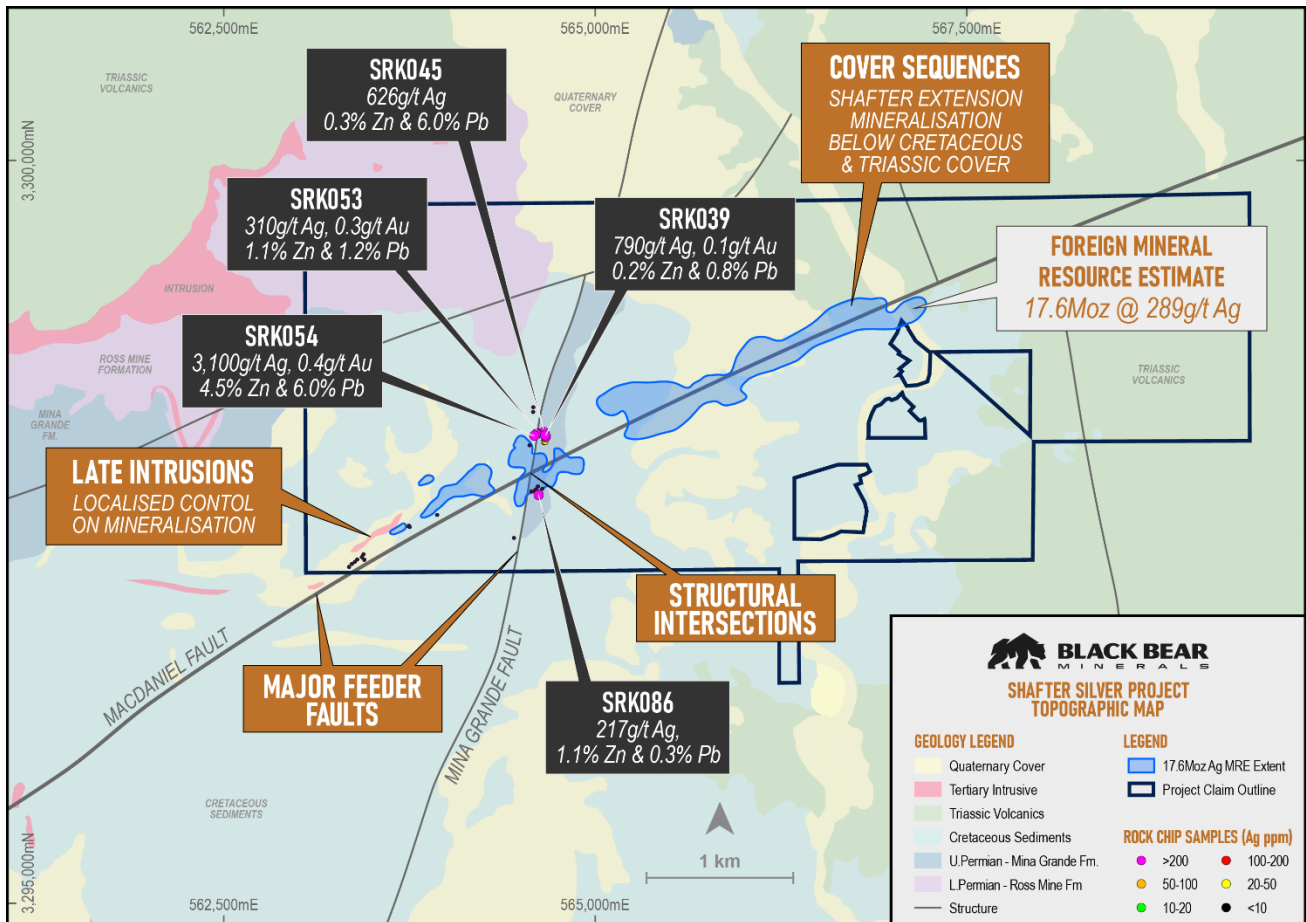 562,500mE
565,000mE
567,500mE
3,300,000mN
3,295,000mN
TRIASSIC
VOLCANICS
SRK045
626g/t Ag
0.3% Zn & 6.0% Pb
QUATERNARY
COVER
COVER SEQUENCES
SHAFTER EXTENSION
MINERALISATION
BELOW CRETACEOUS
& TRIASSIC COVER
SRK053
310g/t Ag, 0.3g/t Au
1.1% Zn & 1.2% Pb
SRK039
790g/t Ag, 0.1g/t Au
0.2% Zn & 0.8% Pb
FOREIGN MINERAL
RESOURCE ESTIMATE
17.6Moz @ 289g/t Ag
INTRUSION
SRK054
3,100g/t Ag, 0.4g/t Au
4.5% Zn & 6.0% Pb
ROSS MINE
FORMATION
TRIASSIC
VOLCANICS
MINA
GRANDE
FM.
LATE INTRUSIONS
LOCALISED CONTOL
ON MINERALISATION
STRUCTURAL
INTERSECTIONS
MACDANIEL FAULT
MAJOR FEEDER
FAULTS
MINA GRANDE FAULT
SRK086
217g/t Ag,
1.1% Zn & 0.3% Pb
CRETACEOUS
SEDIMENTS
1 km
562,500mE
565,000mE
BLACK BEAR
MINERALS
SHAFTER SILVER PROJECT
TOPOGRAPHIC MAP
GEOLOGY LEGEND
Quaternary Cover
Tertiary Intrusive
Triassic Volcanics
Cretaceous Sediments
U.Permian - Mina Grande Fm.
L.Permian - Ross Mine Fm
Structure
LEGEND
17.6Moz Ag MRE Extent
Project Claim Outline
ROCK CHIP SAMPLES (Ag ppm)
>200
100-200
50-100
20-50
10-20
<10